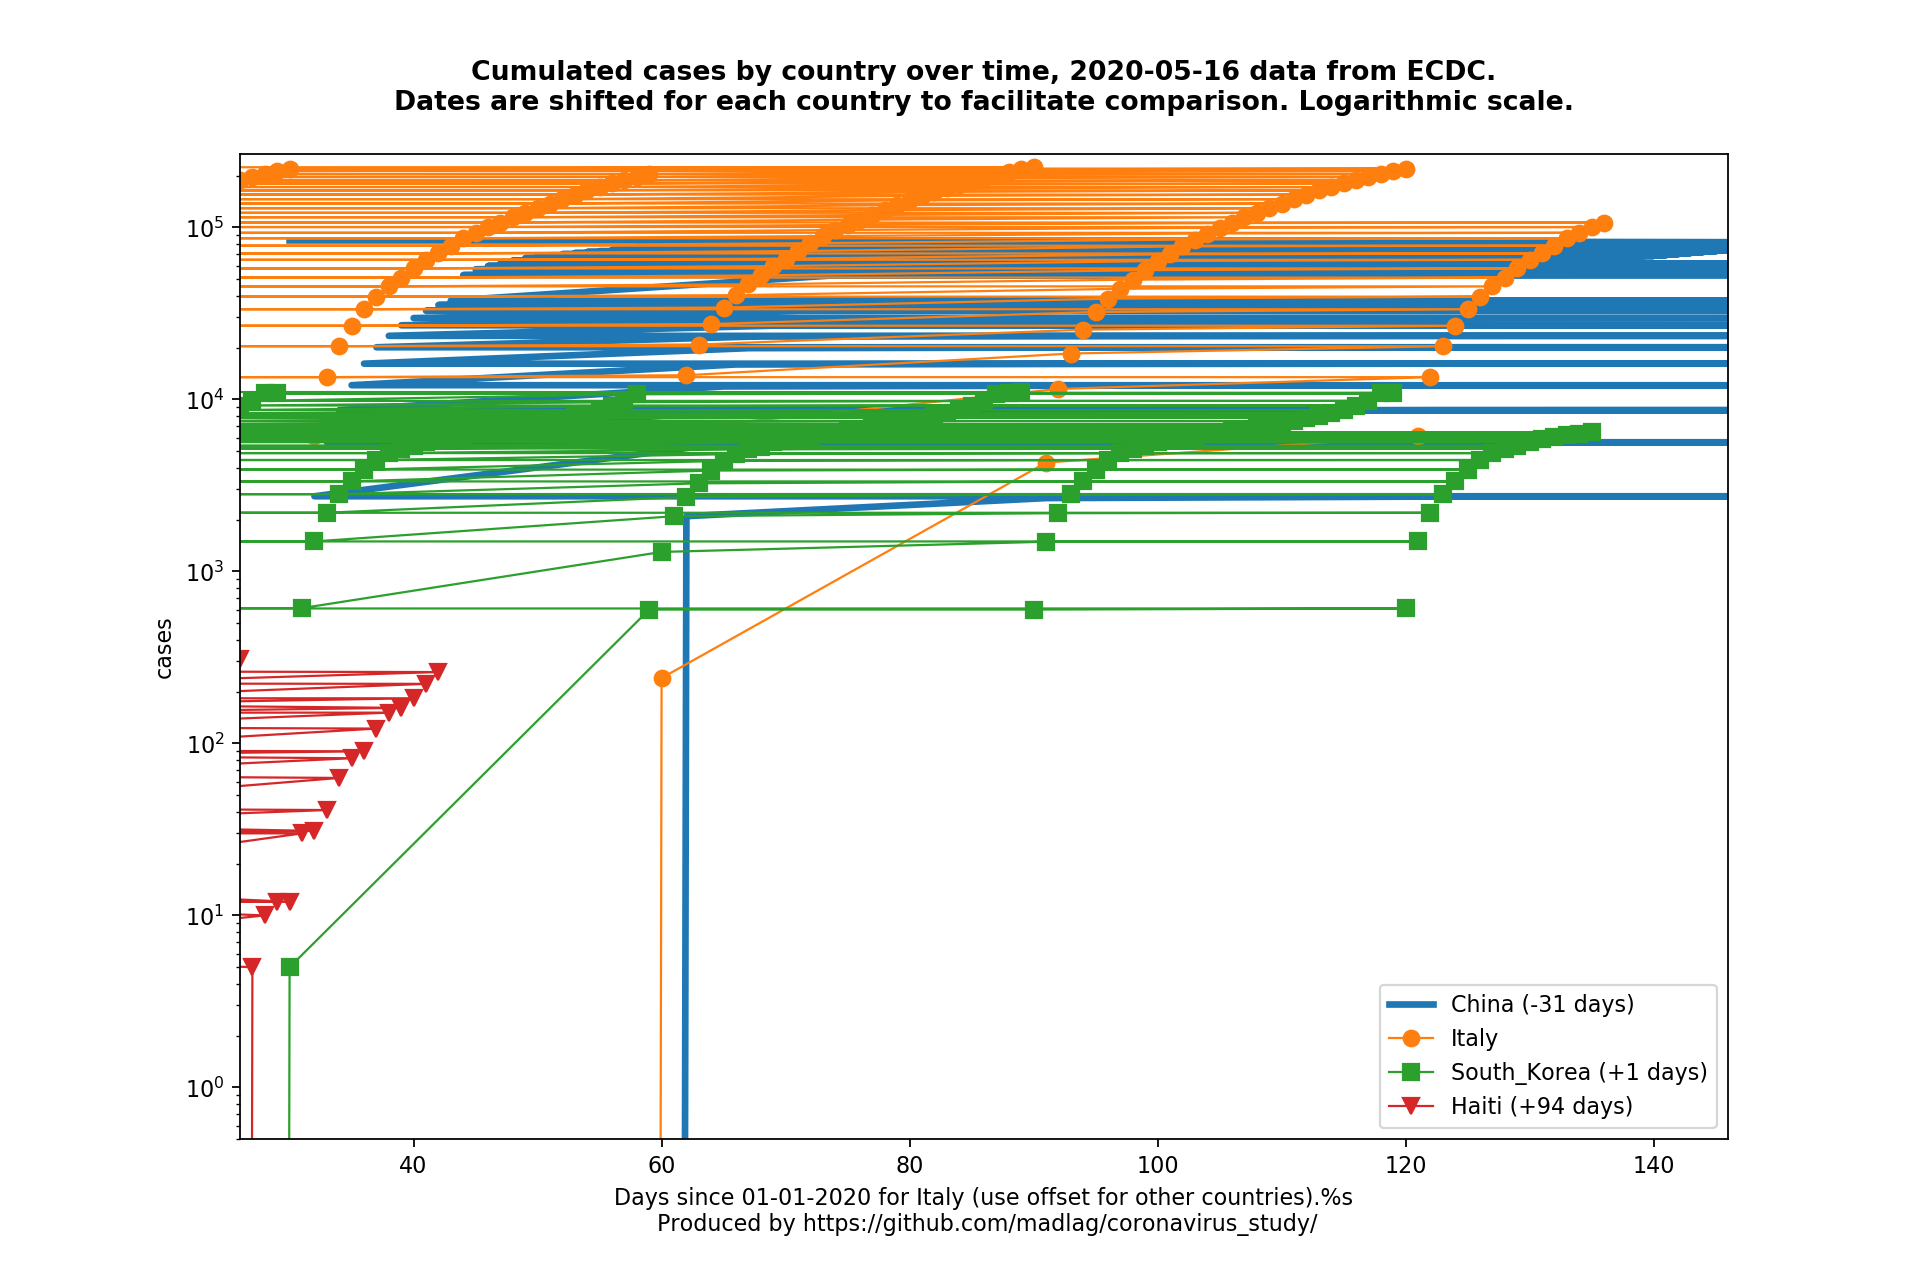 Cumulated cases by country over time, 2020-05-16 data from ECDC.
Dates are shifted for each country to facilitate comparison. Logarithmic scale.
cases
10⁵
10⁴
10³
10²
10¹
10⁰
40 60 80 100 120 140
China (-31 days)
Italy
South_Korea (+1 days)
Haiti (+94 days)
Days since 01-01-2020 for Italy (use offset for other countries).%s
Produced by https://github.com/madlag/coronavirus_study/